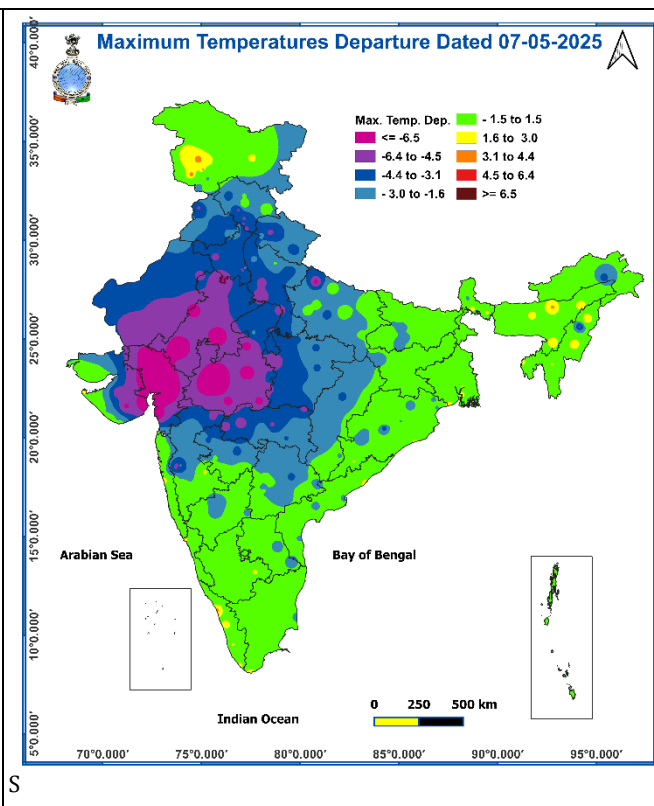 Maximum Temperatures Departure Dated 07-05-2025
Max. Temp. Dep.
<= -6.5
-6.4 to -4.5
-4.4 to -3.1
- 3.0 to -1.6
- 1.5 to 1.5
1.6 to 3.0
3.1 to 4.4
4.5 to 6.4
>= 6.5
40°0.000'
35°0.000'
30°0.000'
25°0.000'
20°0.000'
15°0.000'
10°0.000'
5°0.000'
Arabian Sea
Bay of Bengal
Indian Ocean
0 250 500 km
70°0.000' 75°0.000' 80°0.000' 85°0.000' 90°0.000' 95°0.000'
S